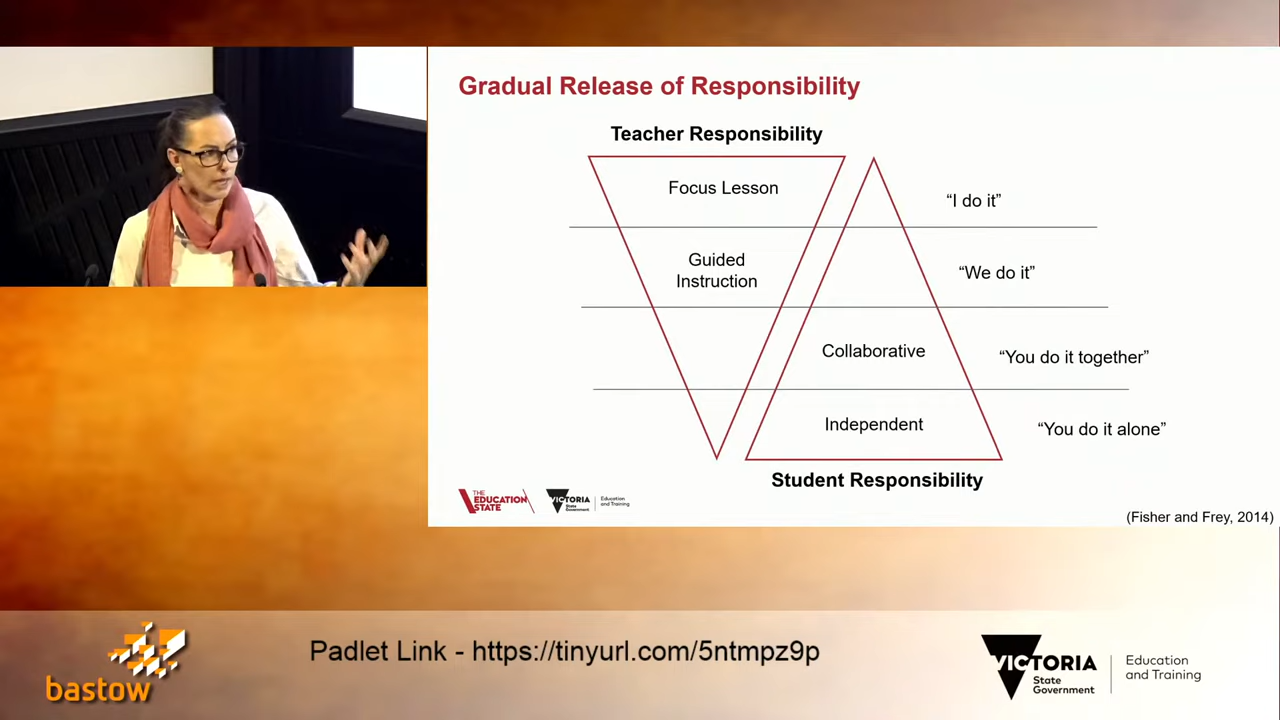 Gradual Release of Responsibility
Teacher Responsibility
Focus Lesson
“I do it”
Guided
Instruction
“We do it”
Collaborative
“You do it together”
Independent
“You do it alone”
Student Responsibility
THE
EDUCATION
STATE
VICTORIA
State
Government
Education
and Training
(Fisher and Frey, 2014)
bastow
Padlet Link - https://tinyurl.com/5ntmpz9p
VICTORIA
State
Government
Education
and Training